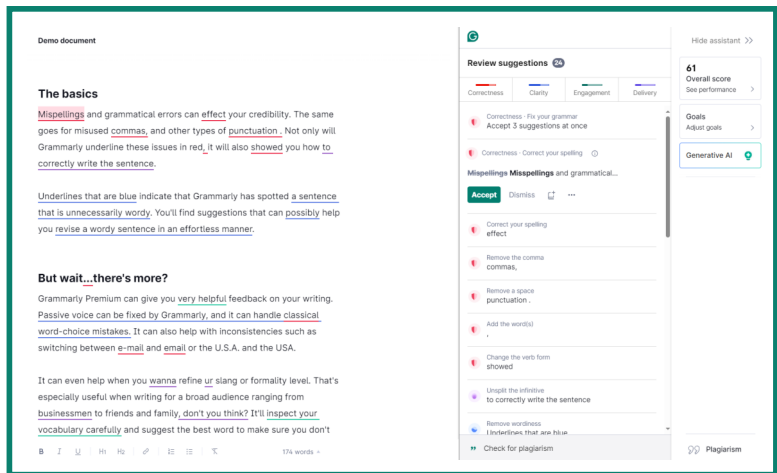 Demo document
The basics
Mispellings and grammatical errors can effect your credibility. The same
goes for misused commas, and other types of punctuation . Not only will
Grammarly underline these issues in red, it will also showed you how to
correctly write the sentence.
Underlines that are blue indicate that Grammarly has spotted a sentence
that is unnecessarily wordy. You'll find suggestions that can possibly help
you revise a wordy sentence in an effortless manner.
But wait...there's more?
Grammarly Premium can give you very helpful feedback on your writing.
Passive voice can be fixed by Grammarly, and it can handle classical
word-choice mistakes. It can also help with inconsistencies such as
switching between e-mail and email or the U.S.A. and the USA.
It can even help when you wanna refine ur slang or formality level. That's
especially useful when writing for a broad audience ranging from
businessmen to friends and family, don't you think? It'll inspect your
vocabulary carefully and suggest the best word to make sure you don't
B I U H1 H2
174 words
Review suggestions 24
Correctness Clarity Engagement Delivery
Correctness · Fix your grammar
Accept 3 suggestions at once
Correctness · Correct your spelling
Mispellings Misspellings and grammatical...
Accept Dismiss ...
Correct your spelling
effect
Remove the comma
commas,
Remove a space
punctuation .
Add the word(s)
,
Change the verb form
showed
Unsplit the infinitive
to correctly write the sentence
Remove wordiness
Underlines that are blue
Check for plagiarism
Hide assistant
61
Overall score
See performance
Goals
Adjust goals
Generative AI
Plagiarism